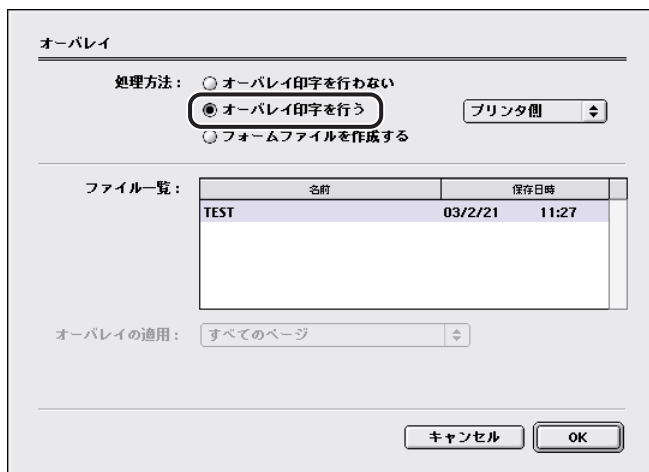 オーバレイ
処理方法： オーバレイ印字を行わない
オーバレイ印字を行う プリンタ側
フォームファイルを作成する
ファイル一覧： 名前 保存日時
TEST 03/2/21 11:27
オーバレイの適用： すべてのページ
キャンセル OK